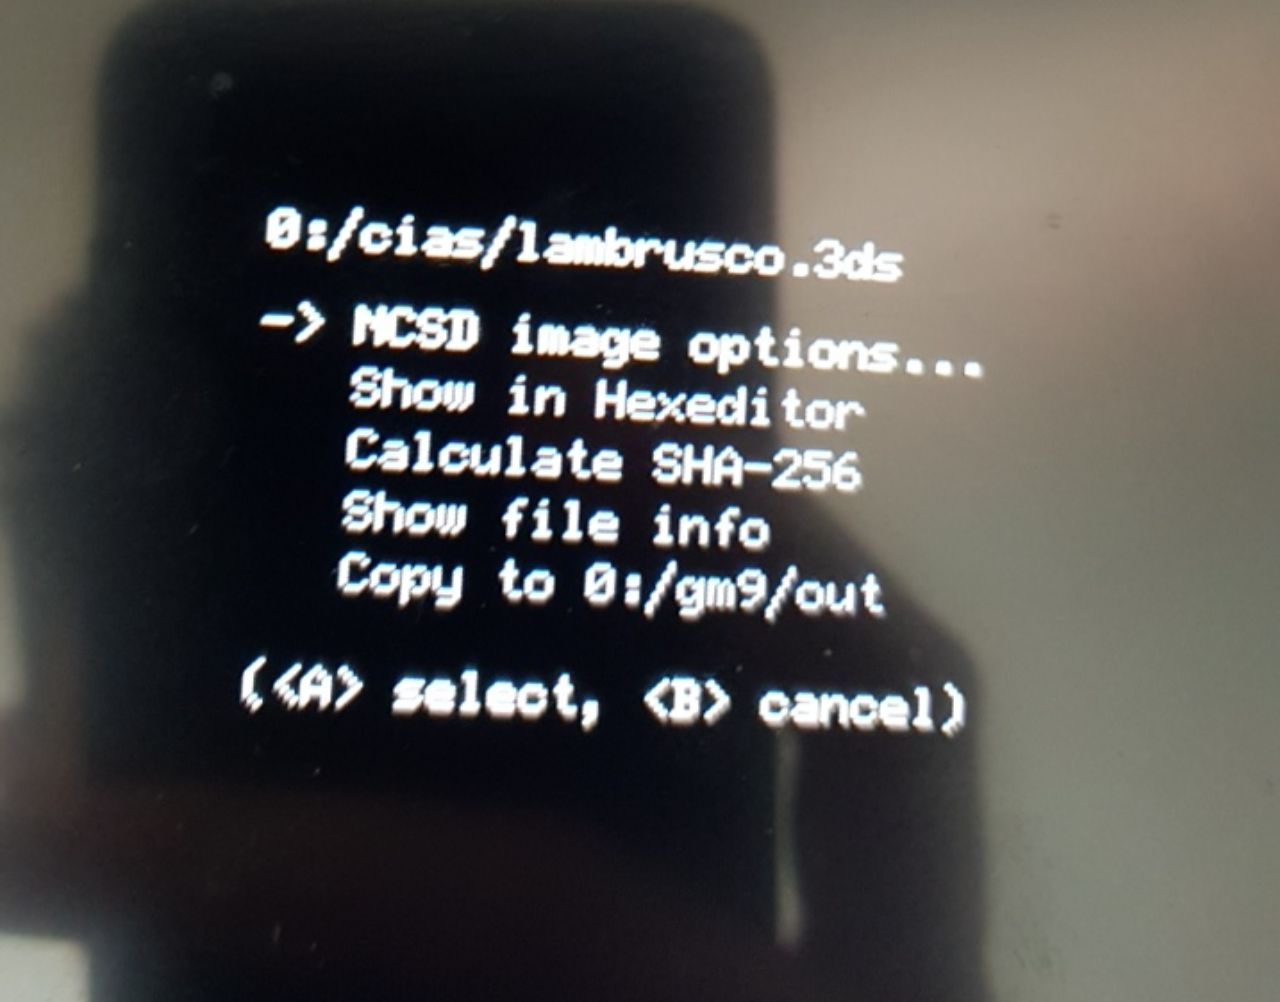 0:/cias/lambrusco.3ds
-> NCSD image options...
Show in Hexeditor
Calculate SHA-256
Show file info
Copy to 0:/gm9/out
(<A> select, <B> cancel)